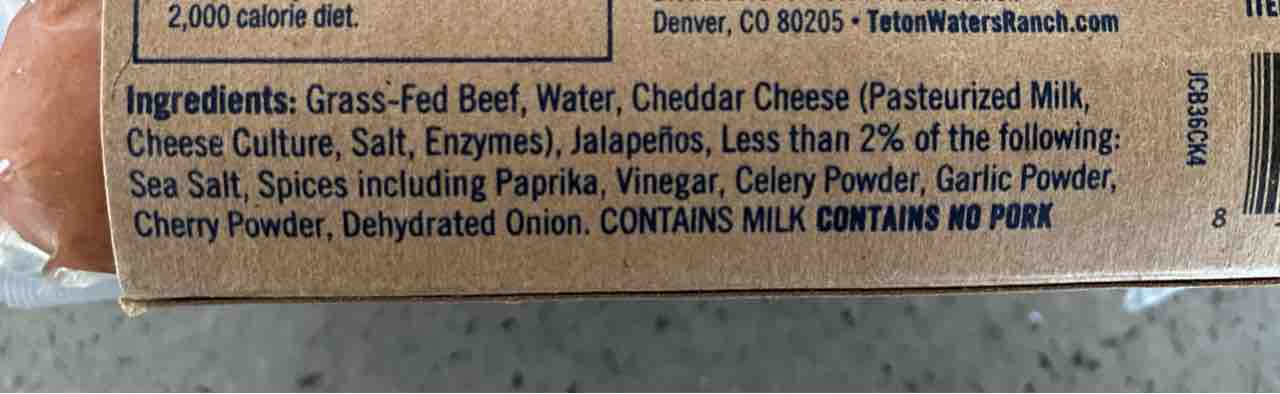 2,000 calorie diet.
Denver, CO 80205 • TetonWatersRanch.com
Ingredients: Grass-Fed Beef, Water, Cheddar Cheese (Pasteurized Milk,
Cheese Culture, Salt, Enzymes), Jalapeños, Less than 2% of the following:
Sea Salt, Spices including Paprika, Vinegar, Celery Powder, Garlic Powder,
Cherry Powder, Dehydrated Onion. CONTAINS MILK CONTAINS NO PORK
JCB36CK4
8